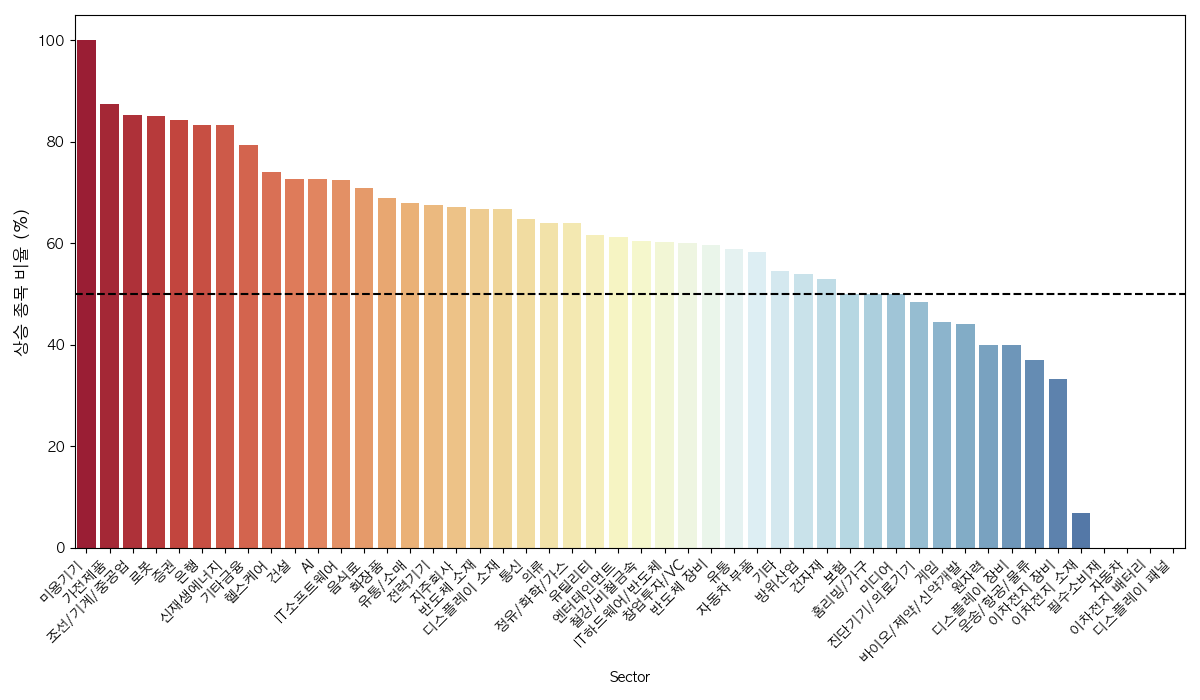 상승 종목 비율 (%)
100
80
60
40
20
0
미용기기
가전제품
조선/기계/중공업
로봇
증권
은행
신재생에너지
기타금융
헬스케어
건설
AI
IT소프트웨어
음식료
화장품
유통/소매
전력기기
지주회사
반도체 소재
디스플레이 소재
통신
의류
정유/화학/가스
유틸리티
엔터테인먼트
철강/비철금속
IT하드웨어/반도체
창업투자/VC
반도체 장비
유통
자동차 부품
기타
방위산업
건자재
보험
홈리빙/가구
미디어
진단기기/의료기기
게임
바이오/제약/신약개발
원자력
디스플레이 장비
운송/항공/물류
이차전지 장비
이차전지 소재
필수소비재
자동차
이차전지 배터리
디스플레이 패널
Sector